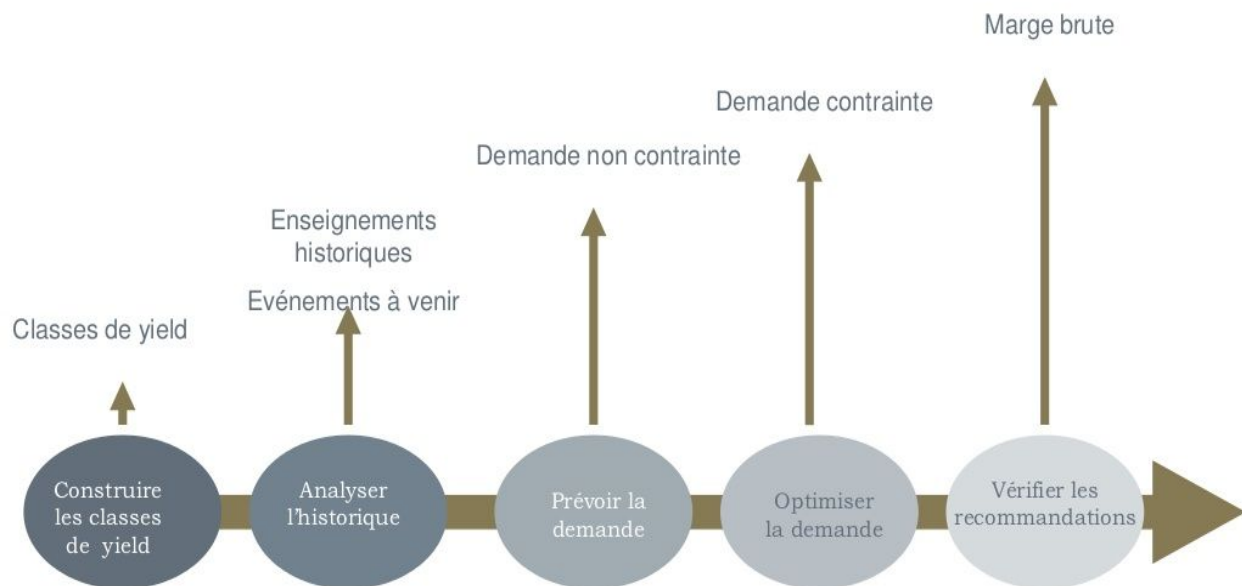 Marge brute
Demande contrainte
Demande non contrainte
Enseignements
historiques
Evénements à venir
Classes de yield
Construire
les classes
de yield
Analyser
l'historique
Prévoir la
demande
Optimiser
la demande
Vérifier les
recommandations